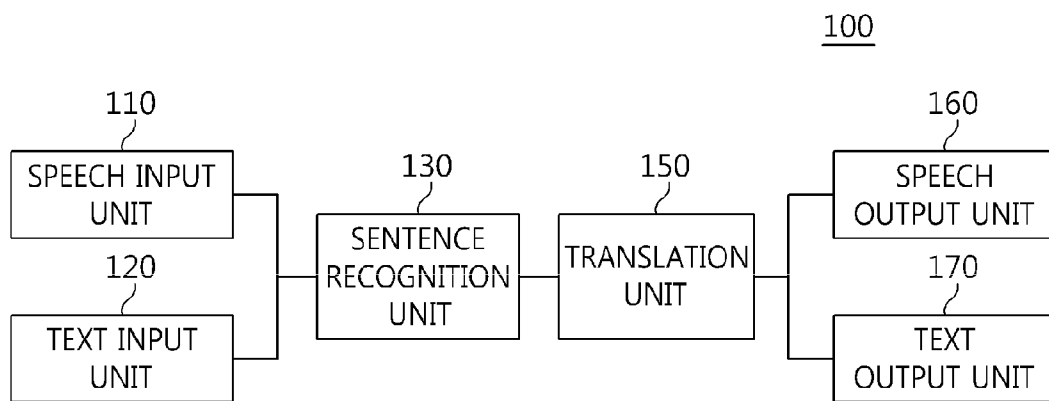 100
110
SPEECH INPUT
UNIT
120
TEXT INPUT
UNIT
130
SENTENCE
RECOGNITION
UNIT
150
TRANSLATION
UNIT
160
SPEECH
OUTPUT UNIT
170
TEXT
OUTPUT UNIT